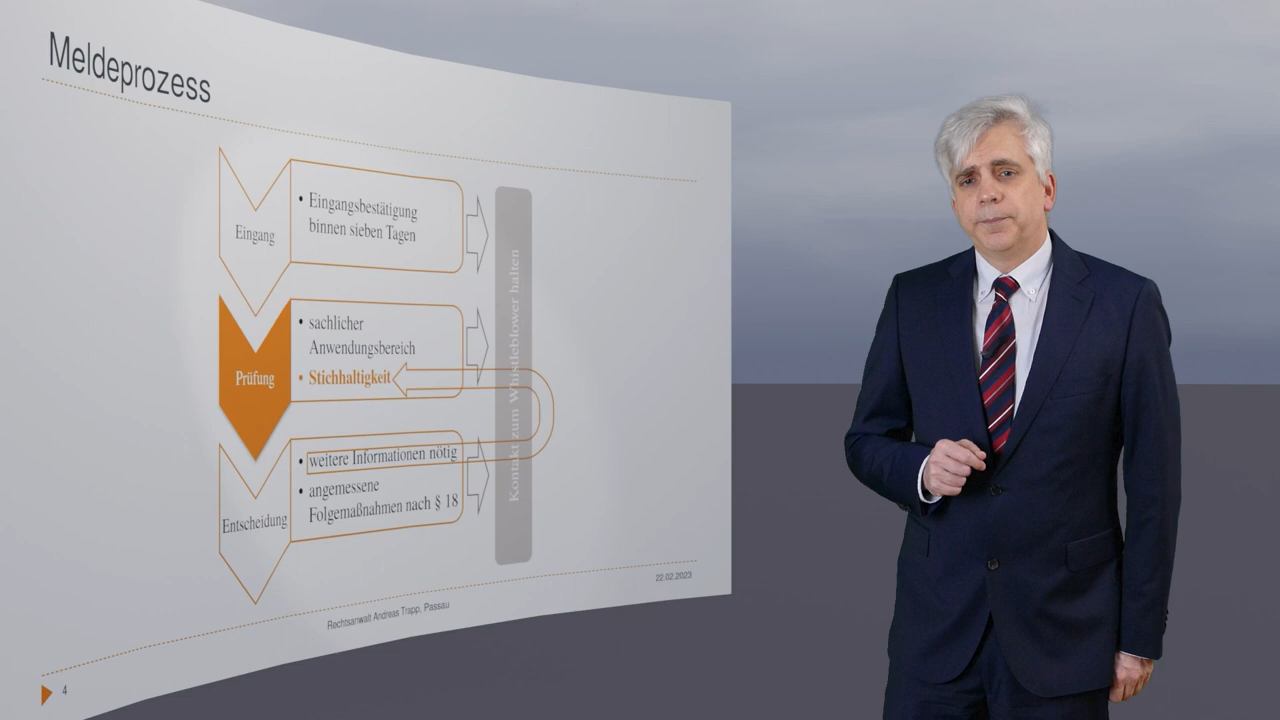 Meldeprozess
Eingang
• Eingangsbestätigung
binnen sieben Tagen
Prüfung
• sachlicher
Anwendungsbereich
• Stichhaltigkeit
Entscheidung
• weitere Informationen nötig
• angemessene
Folgemaßnahmen nach § 18
Kontakt zum Whistleblower halten
22.02.2023
Rechtsanwalt Andreas Trapp, Passau
4